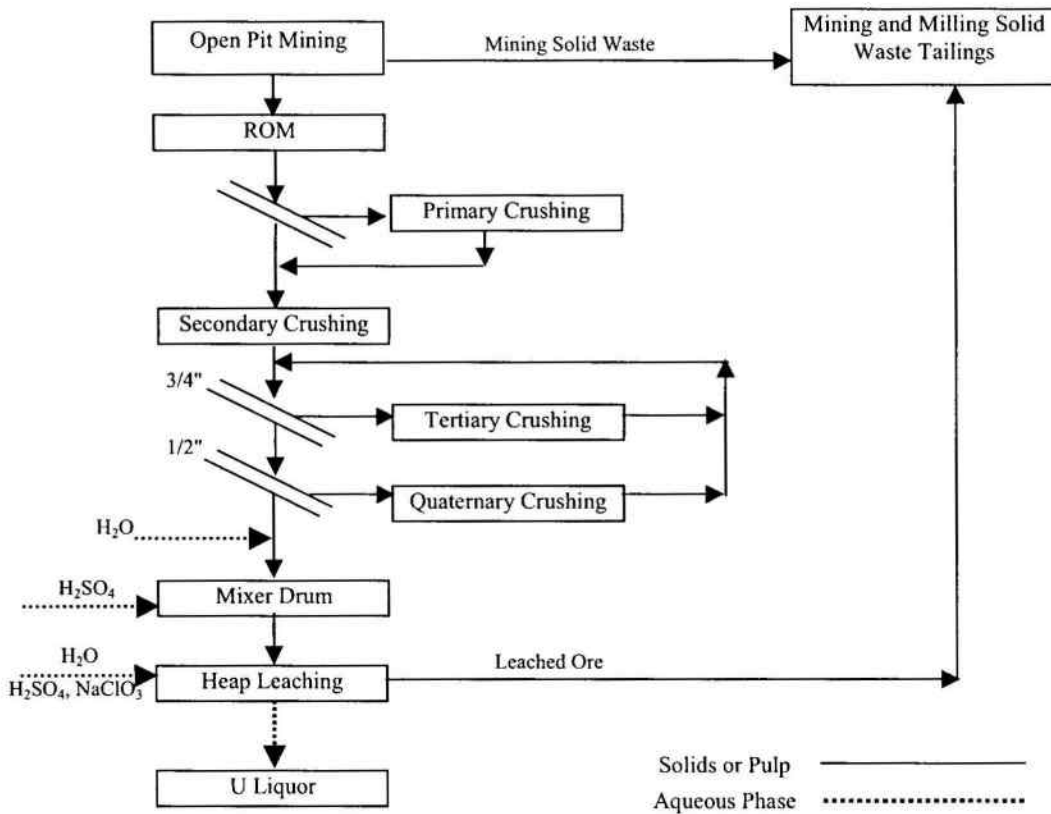 Open Pit Mining
Mining Solid Waste
Mining and Milling Solid
Waste Tailings
ROM
Primary Crushing
Secondary Crushing
3/4"
Tertiary Crushing
1/2"
Quaternary Crushing
H₂O
H₂SO₄
Mixer Drum
H₂O
H₂SO₄, NaClO₃
Heap Leaching
Leached Ore
U Liquor
Solids or Pulp
Aqueous Phase